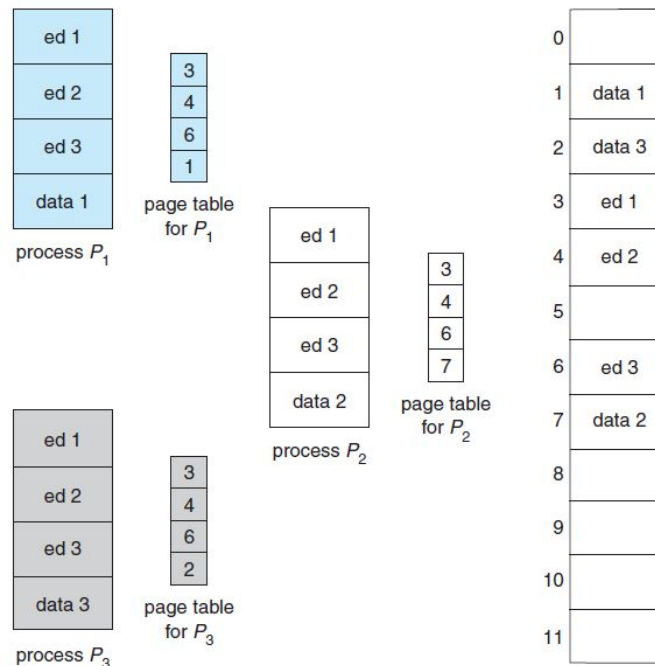 ed 1
ed 2
ed 3
data 1
process P1
3
4
6
1
page table
for P1
ed 1
ed 2
ed 3
data 2
process P2
3
4
6
7
page table
for P2
ed 1
ed 2
ed 3
data 3
process P3
3
4
6
2
page table
for P3
0
1 data 1
2 data 3
3 ed 1
4 ed 2
5
6 ed 3
7 data 2
8
9
10
11